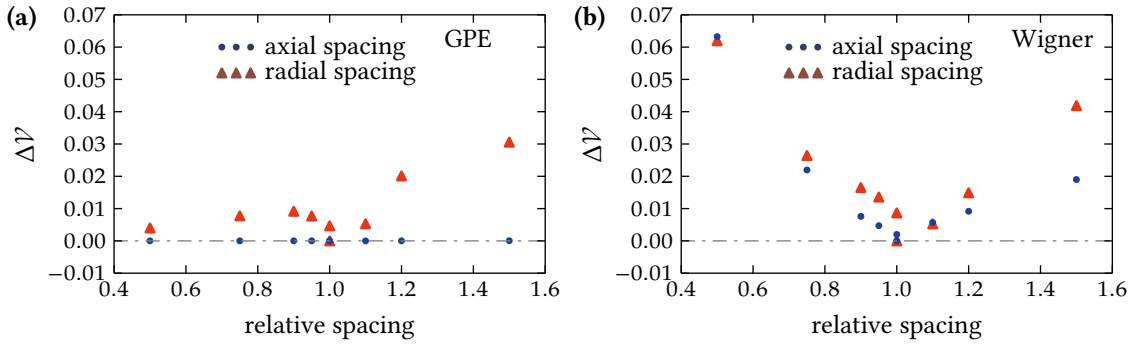 (a)
GPE
axial spacing
radial spacing
Δ𝒱
0.07
0.06
0.05
0.04
0.03
0.02
0.01
0.00
−0.01
0.4 0.6 0.8 1.0 1.2 1.4 1.6
relative spacing
(b)
Wigner
axial spacing
radial spacing
Δ𝒱
0.07
0.06
0.05
0.04
0.03
0.02
0.01
0.00
−0.01
0.4 0.6 0.8 1.0 1.2 1.4 1.6
relative spacing